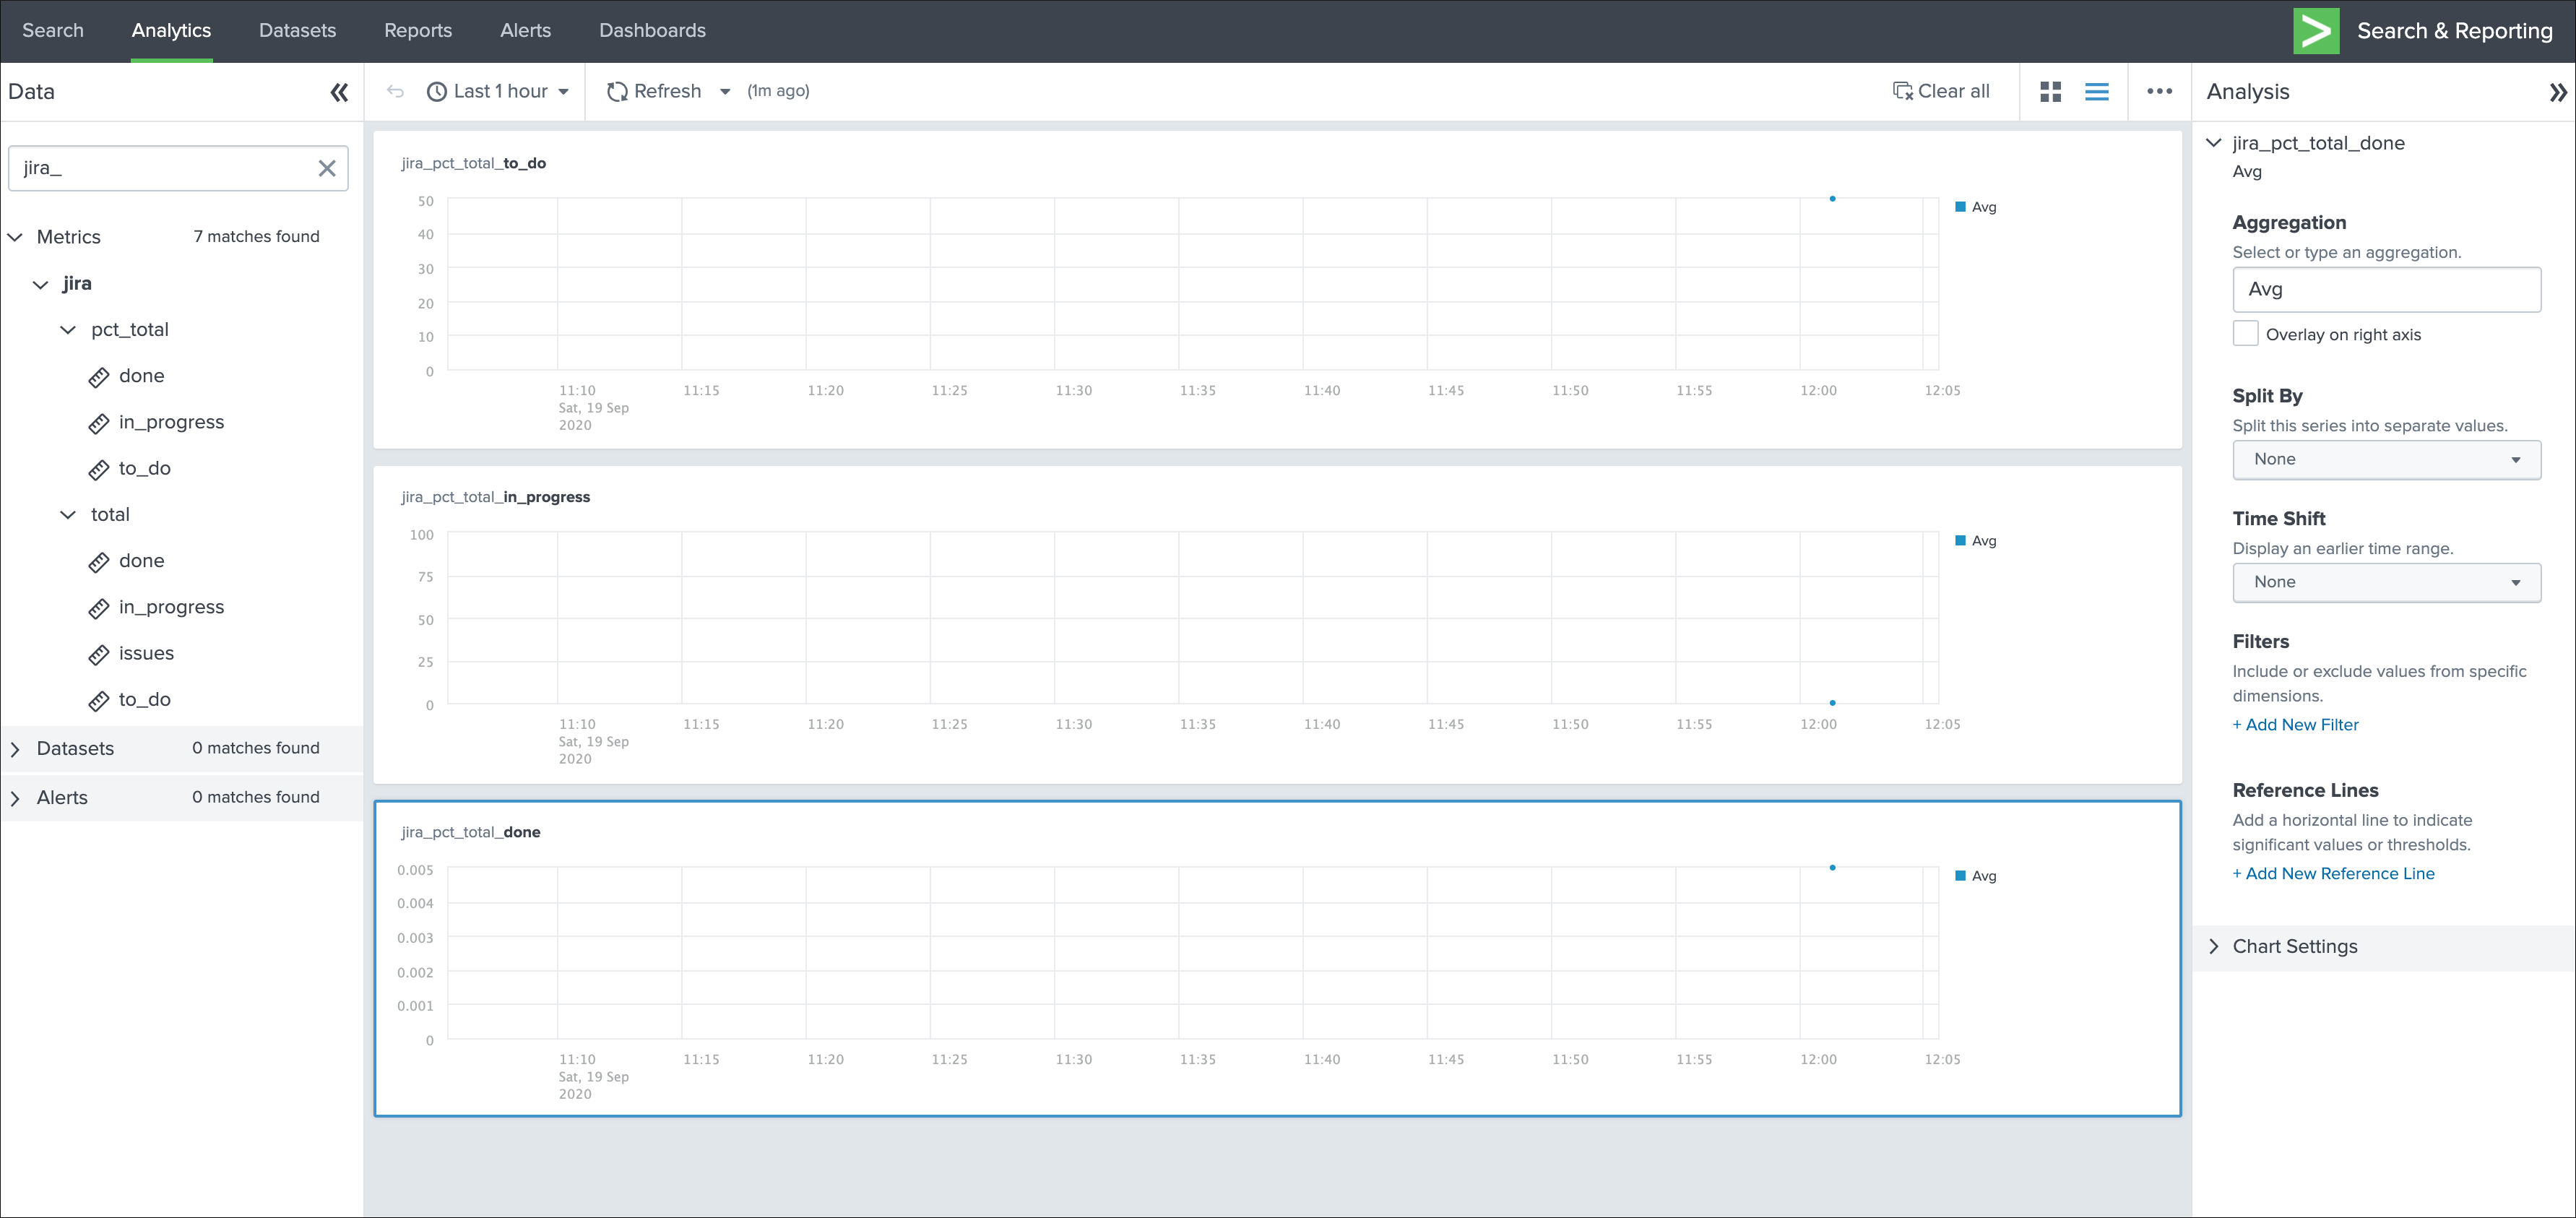 Search Analytics Datasets Reports Alerts Dashboards Search & Reporting
Data
Last 1 hour Refresh (1m ago) Clear all
Analysis
jira_
Metrics 7 matches found
jira
pct_total
done
in_progress
to_do
total
done
in_progress
issues
to_do
Datasets 0 matches found
Alerts 0 matches found
jira_pct_total_to_do
50
40
30
20
10
0
11:10 11:15 11:20 11:25 11:30 11:35 11:40 11:45 11:50 11:55 12:00 12:05
Sat, 19 Sep
2020
Avg
jira_pct_total_in_progress
100
75
50
25
0
11:10 11:15 11:20 11:25 11:30 11:35 11:40 11:45 11:50 11:55 12:00 12:05
Sat, 19 Sep
2020
Avg
jira_pct_total_done
0.005
0.004
0.003
0.002
0.001
0
11:10 11:15 11:20 11:25 11:30 11:35 11:40 11:45 11:50 11:55 12:00 12:05
Sat, 19 Sep
2020
Avg
jira_pct_total_done
Avg
Aggregation
Select or type an aggregation.
Avg
Overlay on right axis
Split By
Split this series into separate values.
None
Time Shift
Display an earlier time range.
None
Filters
Include or exclude values from specific
dimensions.
+ Add New Filter
Reference Lines
Add a horizontal line to indicate
significant values or thresholds.
+ Add New Reference Line
Chart Settings